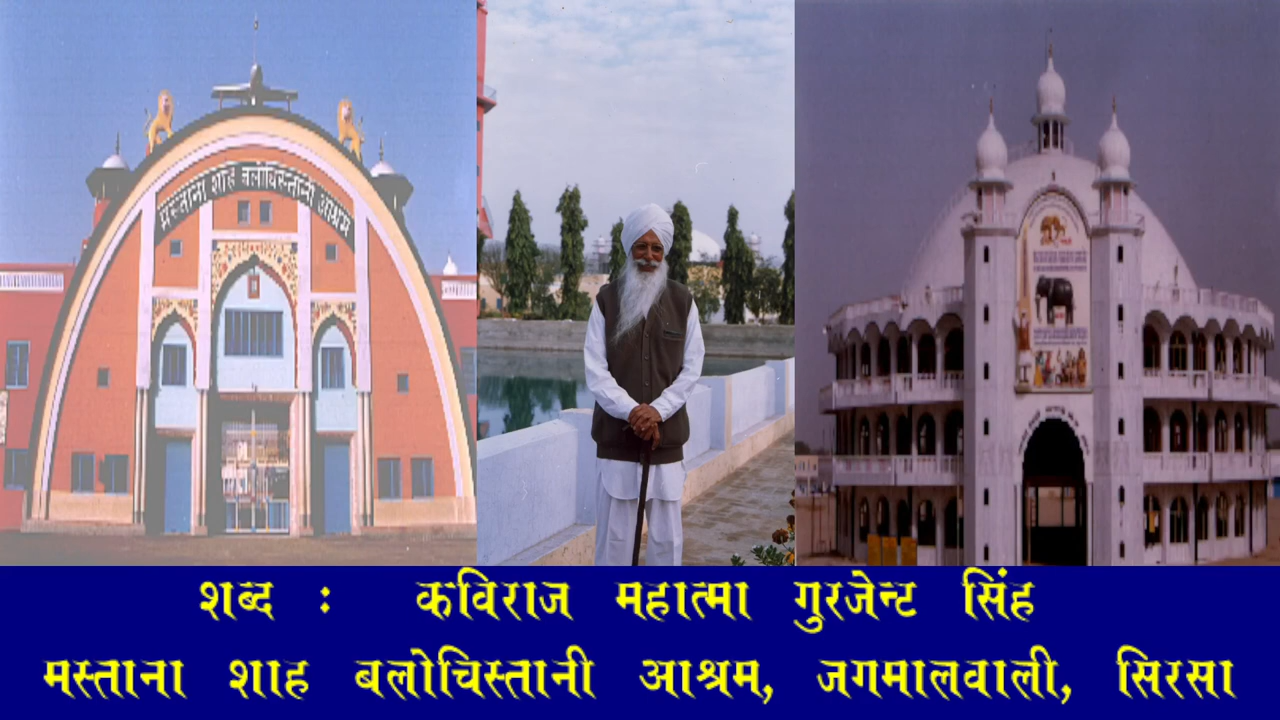 मस्ताना शाह बलोचिस्तानी आश्रम
शब्द : कविराज महात्मा गुरजेन्ट सिंह
मस्ताना शाह बलोचिस्तानी आश्रम, जगमालवाली, सिरसा